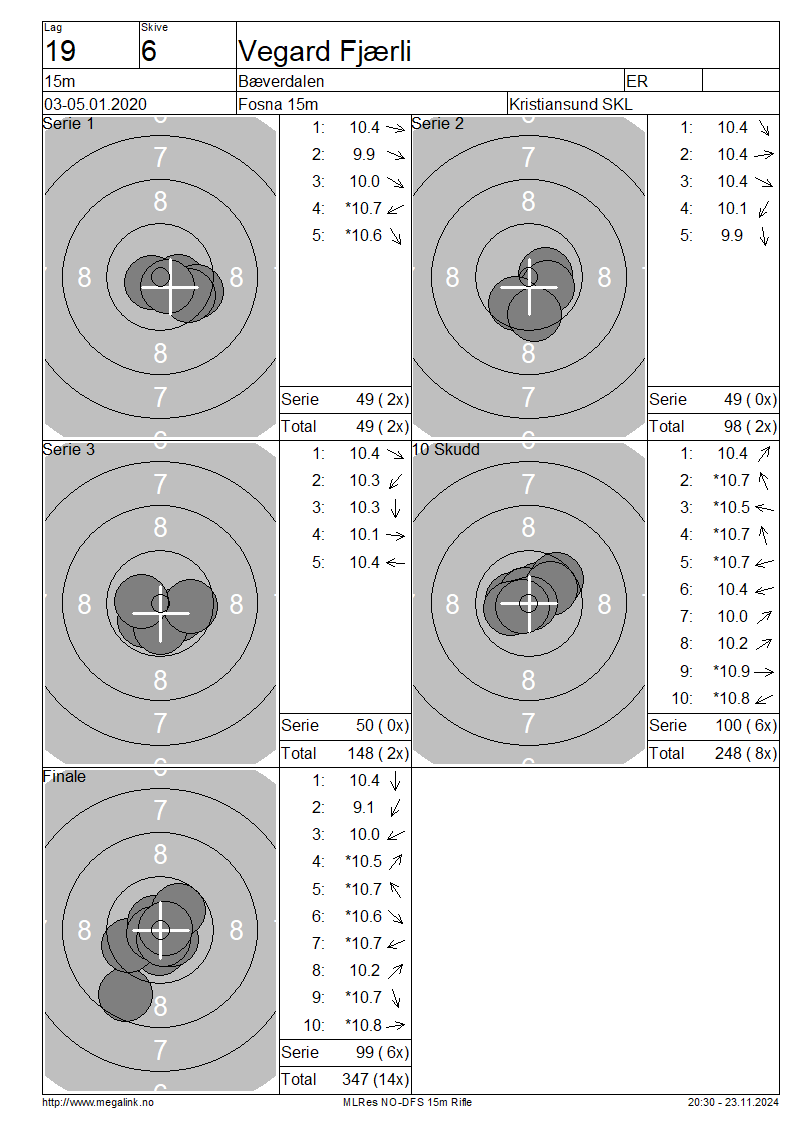 Lag
19
Skive
6
Vegard Fjærli
15m
Bæverdalen
ER
03-05.01.2020
Fosna 15m
Kristiansund SKL
Serie 1
7
8
8
8
8
7
1: 10.4
2: 9.9
3: 10.0
4: *10.7
5: *10.6
Serie 49 ( 2x)
Total 49 ( 2x)
Serie 2
7
8
8
8
8
7
1: 10.4
2: 10.4
3: 10.4
4: 10.1
5: 9.9
Serie 49 ( 0x)
Total 98 ( 2x)
Serie 3
7
8
8
8
8
7
1: 10.4
2: 10.3
3: 10.3
4: 10.1
5: 10.4
Serie 50 ( 0x)
Total 148 ( 2x)
10 Skudd
7
8
8
8
8
7
1: 10.4
2: *10.7
3: *10.5
4: *10.7
5: *10.7
6: 10.4
7: 10.0
8: 10.2
9: *10.9
10: *10.8
Serie 100 ( 6x)
Total 248 ( 8x)
Finale
7
8
8
8
8
7
1: 10.4
2: 9.1
3: 10.0
4: *10.5
5: *10.7
6: *10.6
7: *10.7
8: 10.2
9: *10.7
10: *10.8
Serie 99 ( 6x)
Total 347 (14x)
http://www.megalink.no
MLRes NO-DFS 15m Rifle
20:30 - 23.11.2024